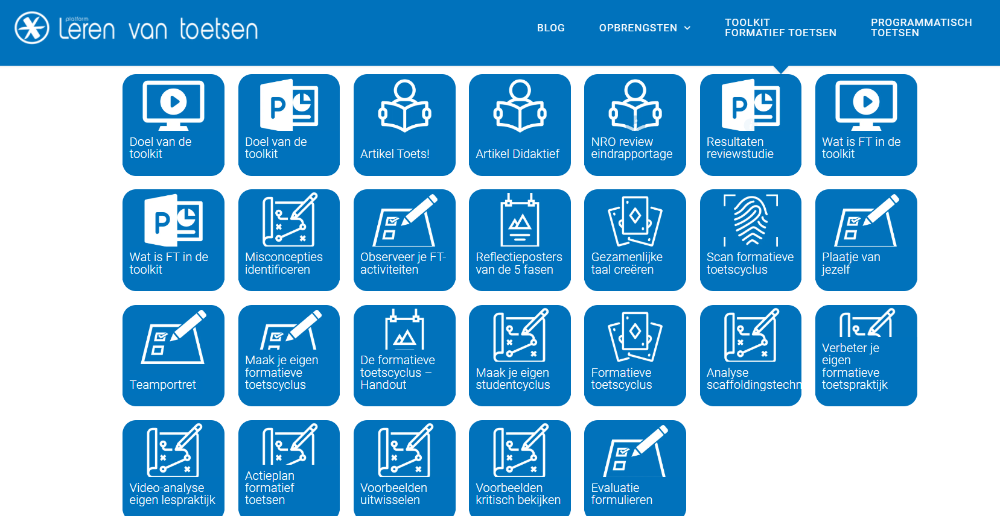 platform
Leren van toetsen
BLOG
OPBRENGSTEN
TOOLKIT
FORMATIEF TOETSEN
PROGRAMMATISCH
TOETSEN
Doel van de
toolkit
P
Doel van de
toolkit
Artikel Toets!
Artikel Didaktief
NRO review
eindrapportage
P
Resultaten
reviewstudie
Wat is FT in de
toolkit
P
Wat is FT in de
toolkit
Misconcepties
identificeren
Observeer je FT-
activiteiten
Reflectieposters
van de 5 fasen
Gezamenlijke
taal creëren
Scan formatieve
toetscyclus
Plaatje van
jezelf
Teamportret
Maak je eigen
formatieve
toetscyclus
De formatieve
toetscyclus –
Handout
Maak je eigen
studentcyclus
Formatieve
toetscyclus
Analyse
scaffoldingstechn
Verbeter je
eigen
formatieve
toetspraktijk
Video-analyse
eigen lespraktijk
Actieplan
formatief
toetsen
Voorbeelden
uitwisselen
Voorbeelden
kritisch bekijken
Evaluatie
formulieren